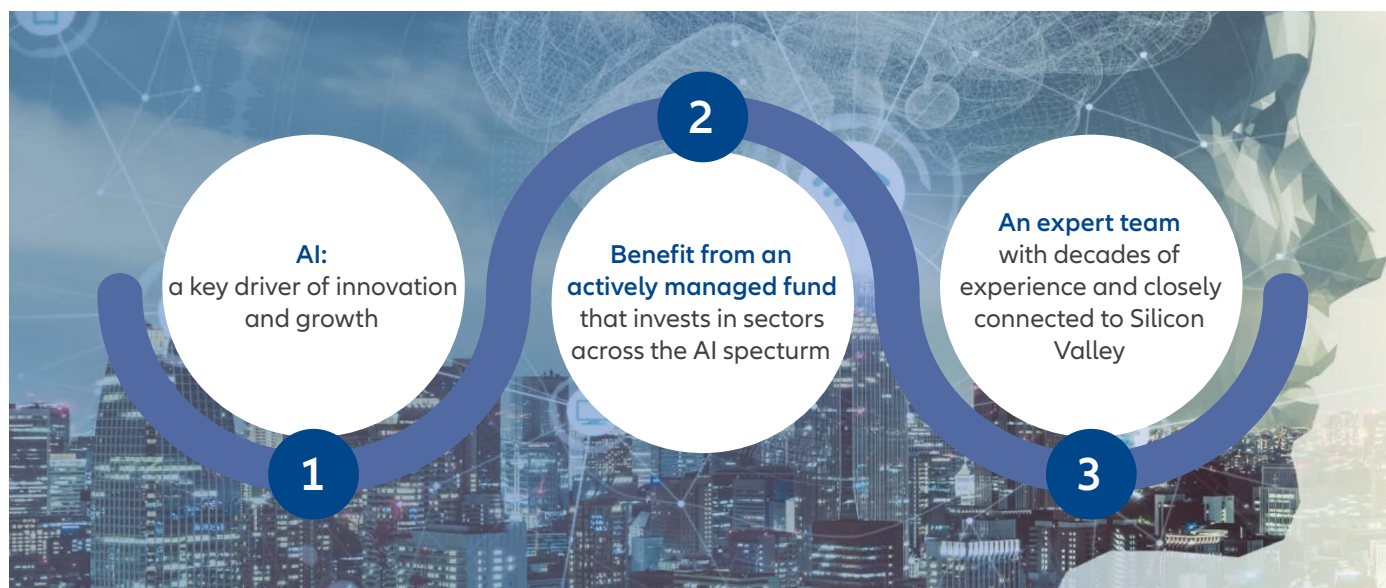 AI:
a key driver of innovation
and growth
1
2
Benefit from an
actively managed fund
that invests in sectors
across the AI specturm
An expert team
with decades of
experience and closely
connected to Silicon
Valley
3